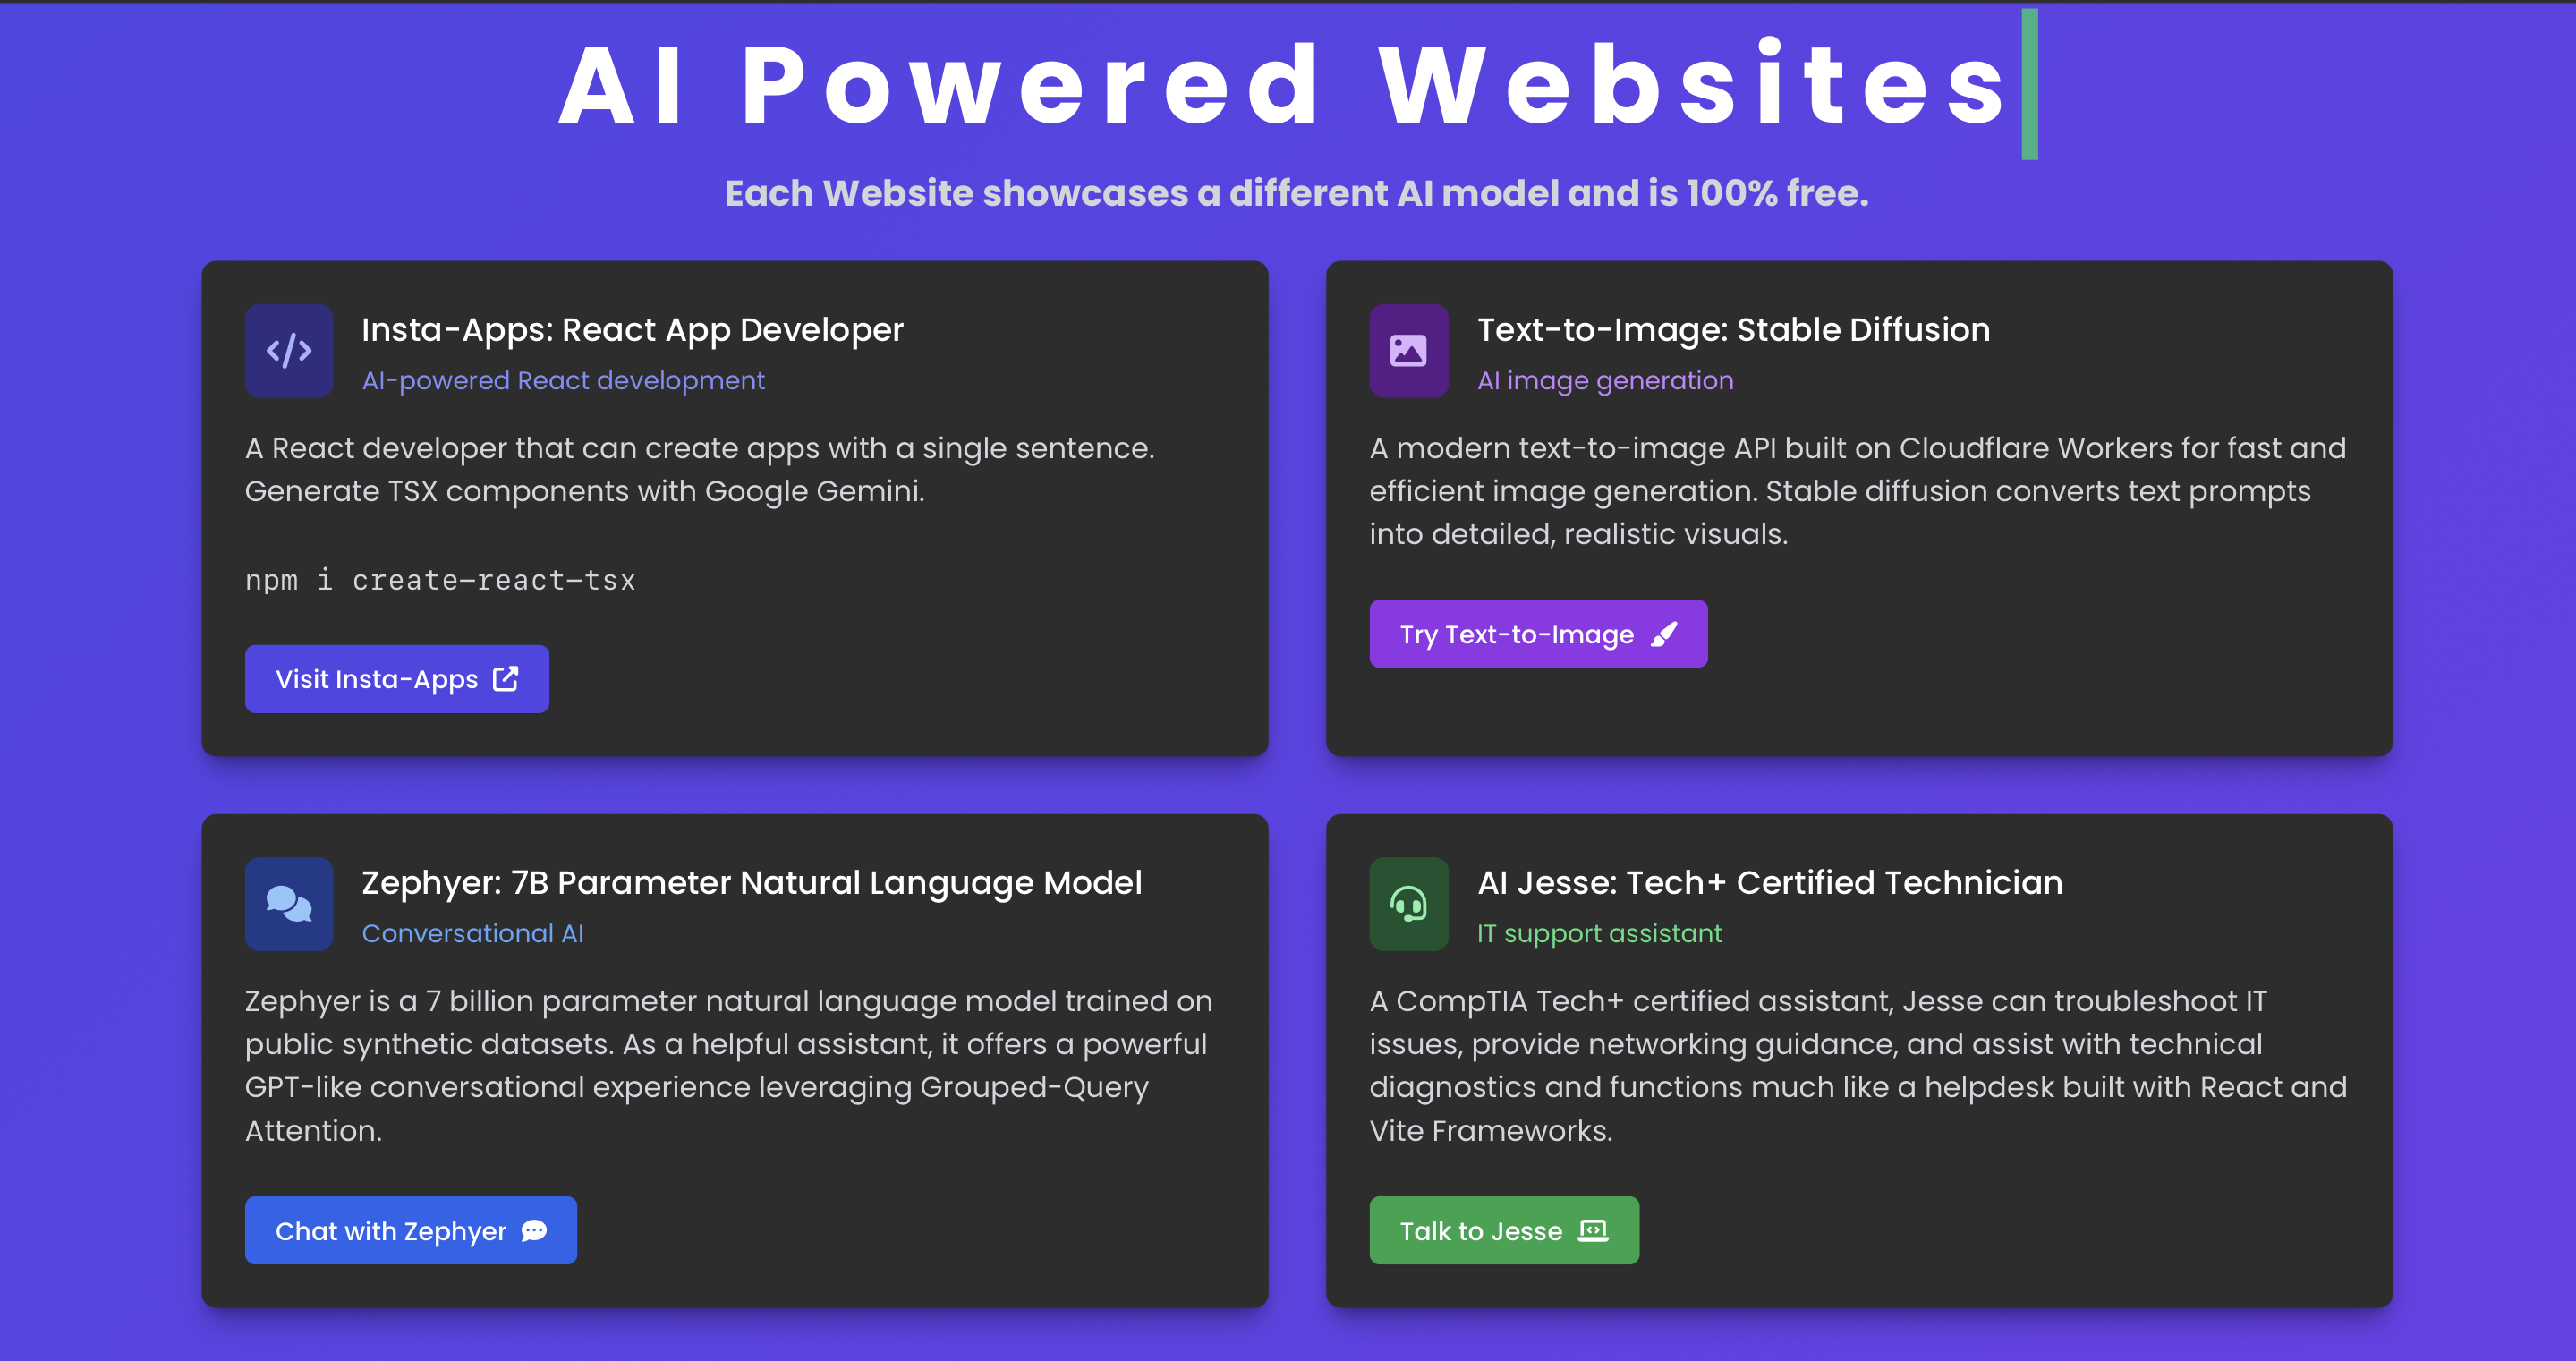 AI Powered Websites
Each Website showcases a different AI model and is 100% free.
Insta-Apps: React App Developer
AI-powered React development
A React developer that can create apps with a single sentence.
Generate TSX components with Google Gemini.
npm i create-react-tsx
Visit Insta-Apps
Text-to-Image: Stable Diffusion
AI image generation
A modern text-to-image API built on Cloudflare Workers for fast and
efficient image generation. Stable diffusion converts text prompts
into detailed, realistic visuals.
Try Text-to-Image
Zephyer: 7B Parameter Natural Language Model
Conversational AI
Zephyer is a 7 billion parameter natural language model trained on
public synthetic datasets. As a helpful assistant, it offers a powerful
GPT-like conversational experience leveraging Grouped-Query
Attention.
Chat with Zephyer
AI Jesse: Tech+ Certified Technician
IT support assistant
A CompTIA Tech+ certified assistant, Jesse can troubleshoot IT
issues, provide networking guidance, and assist with technical
diagnostics and functions much like a helpdesk built with React and
Vite Frameworks.
Talk to Jesse